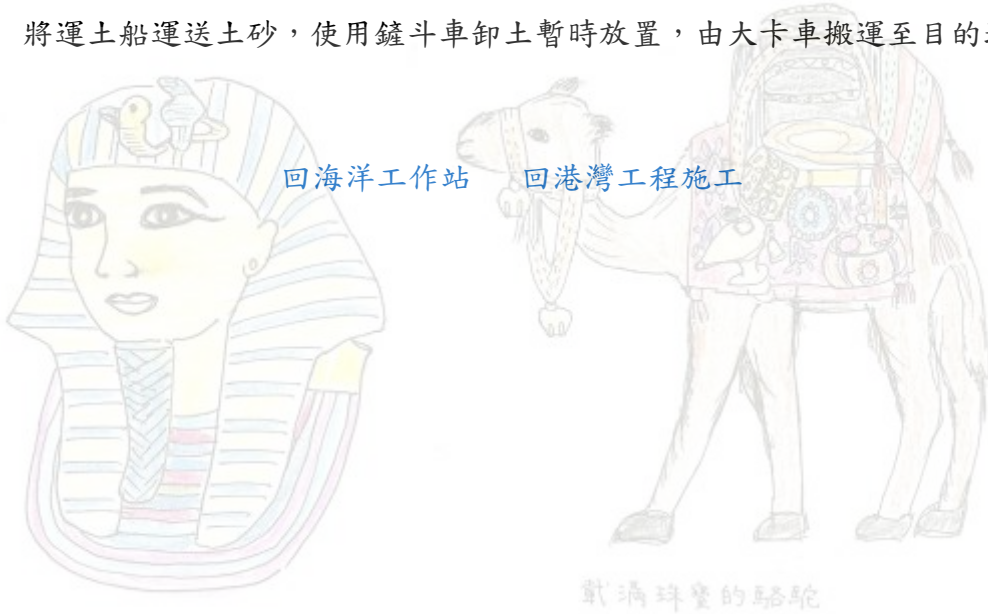 將運土船運送土砂，使用鏟斗車卸土暫時放置，由大卡車搬運至目的
回海洋工作站 回港灣工程施工
戴滿珠寶的駱駝